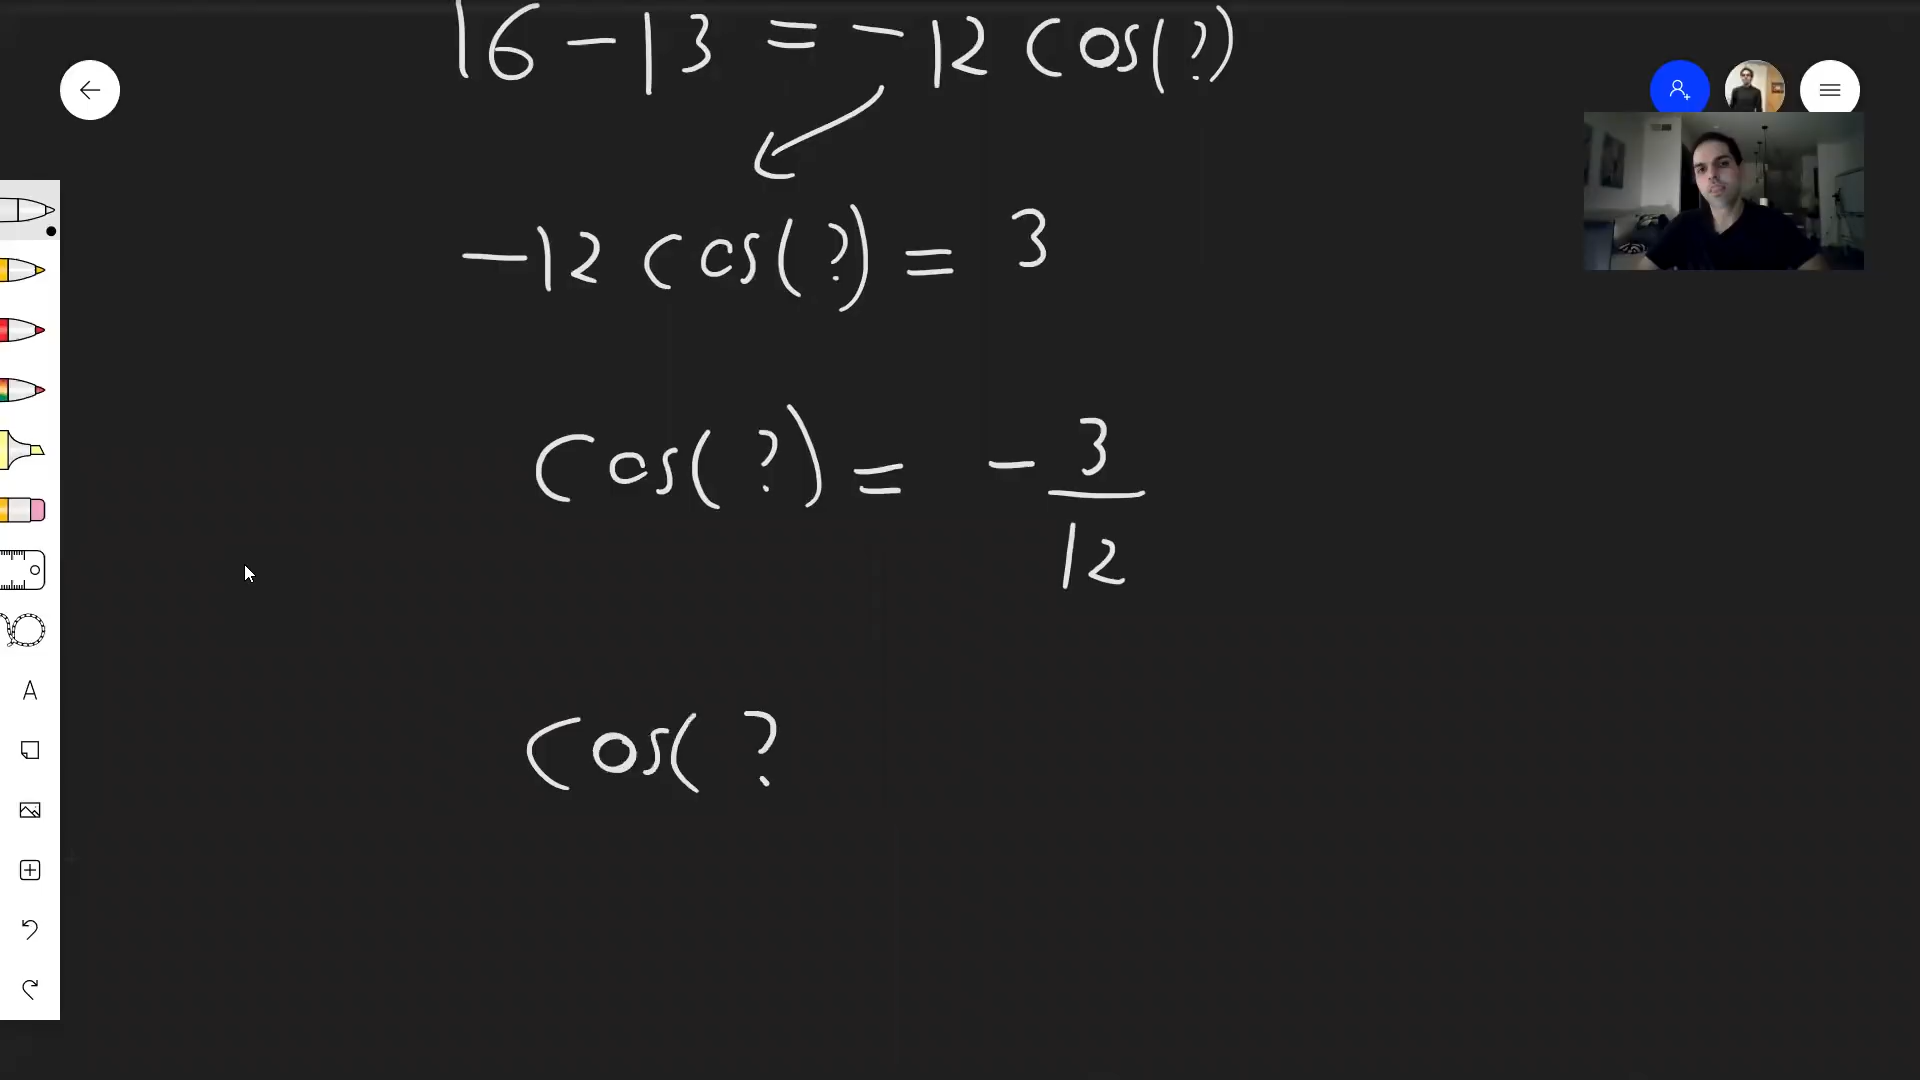 16 - 13 = -12 cos(?)
-12 cos(?) = 3
cos(?) = - 3/12
cos( ?
A